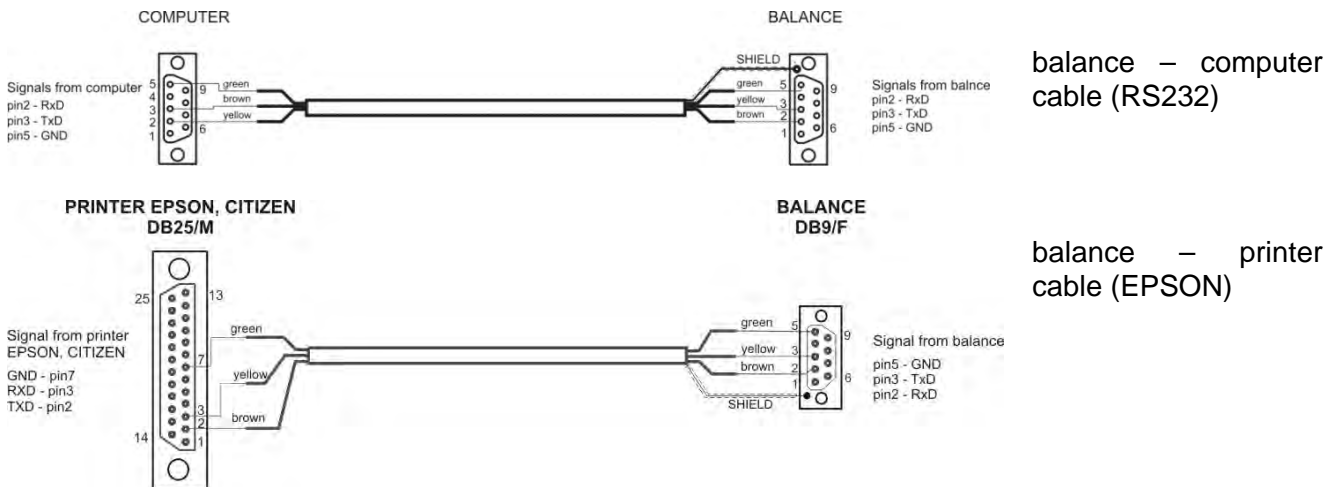 COMPUTER
BALANCE
Signals from computer
pin2 - RxD
pin3 - TxD
pin5 - GND
5
4
3
2
1
9
6
green
brown
yellow
SHIELD
green
yellow
brown
5
3
2
1
9
6
Signals from balnce
pin2 - RxD
pin3 - TxD
pin5 - GND
balance – computer
cable (RS232)
PRINTER EPSON, CITIZEN
DB25/M
BALANCE
DB9/F
Signal from printer
EPSON, CITIZEN
GND - pin7
RXD - pin3
TXD - pin2
25
13
7
3
2
1
14
green
yellow
brown
green
yellow
brown
SHIELD
5
3
2
1
9
6
Signal from balance
pin5 - GND
pin3 - TxD
pin2 - RxD
balance – printer
cable (EPSON)